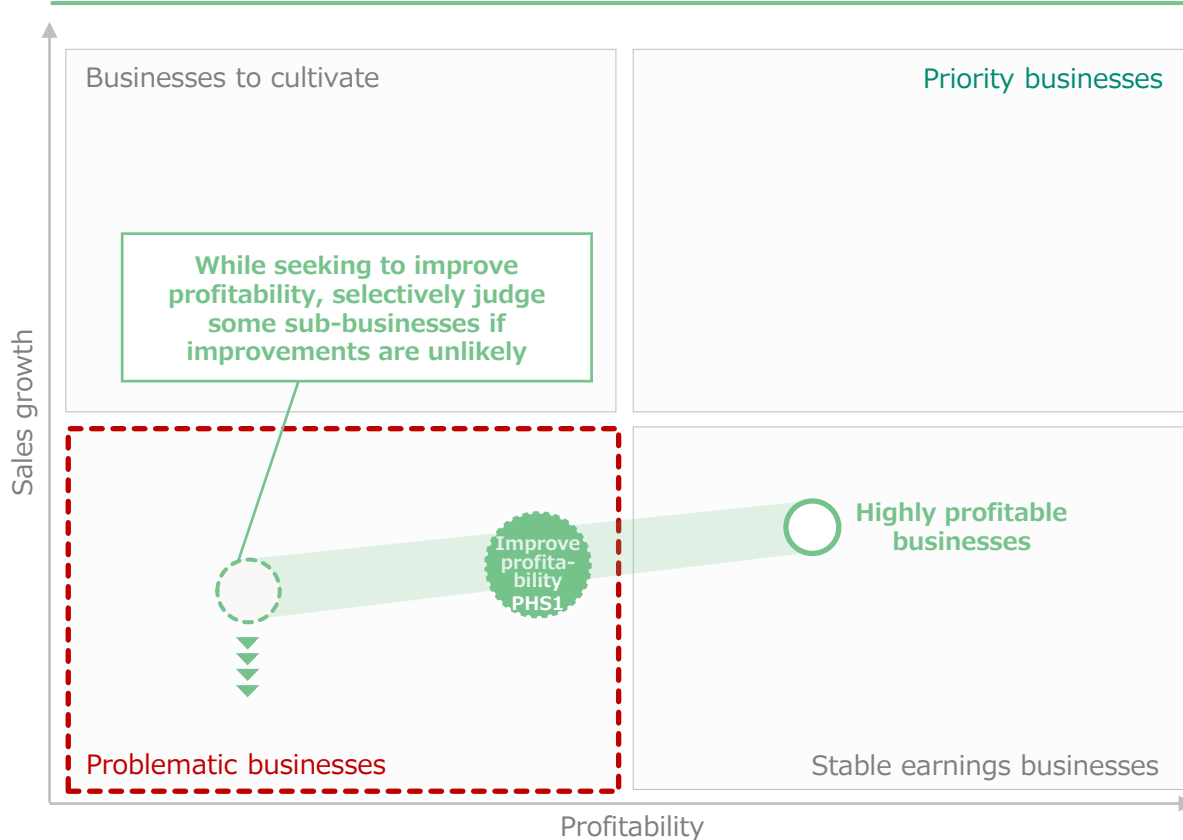 Businesses to cultivate
Priority businesses
While seeking to improve
profitability, selectively judge
some sub-businesses if
improvements are unlikely
Sales growth
Improve
profita-
bility
PHS1
Highly profitable
businesses
Problematic businesses
Stable earnings businesses
Profitability